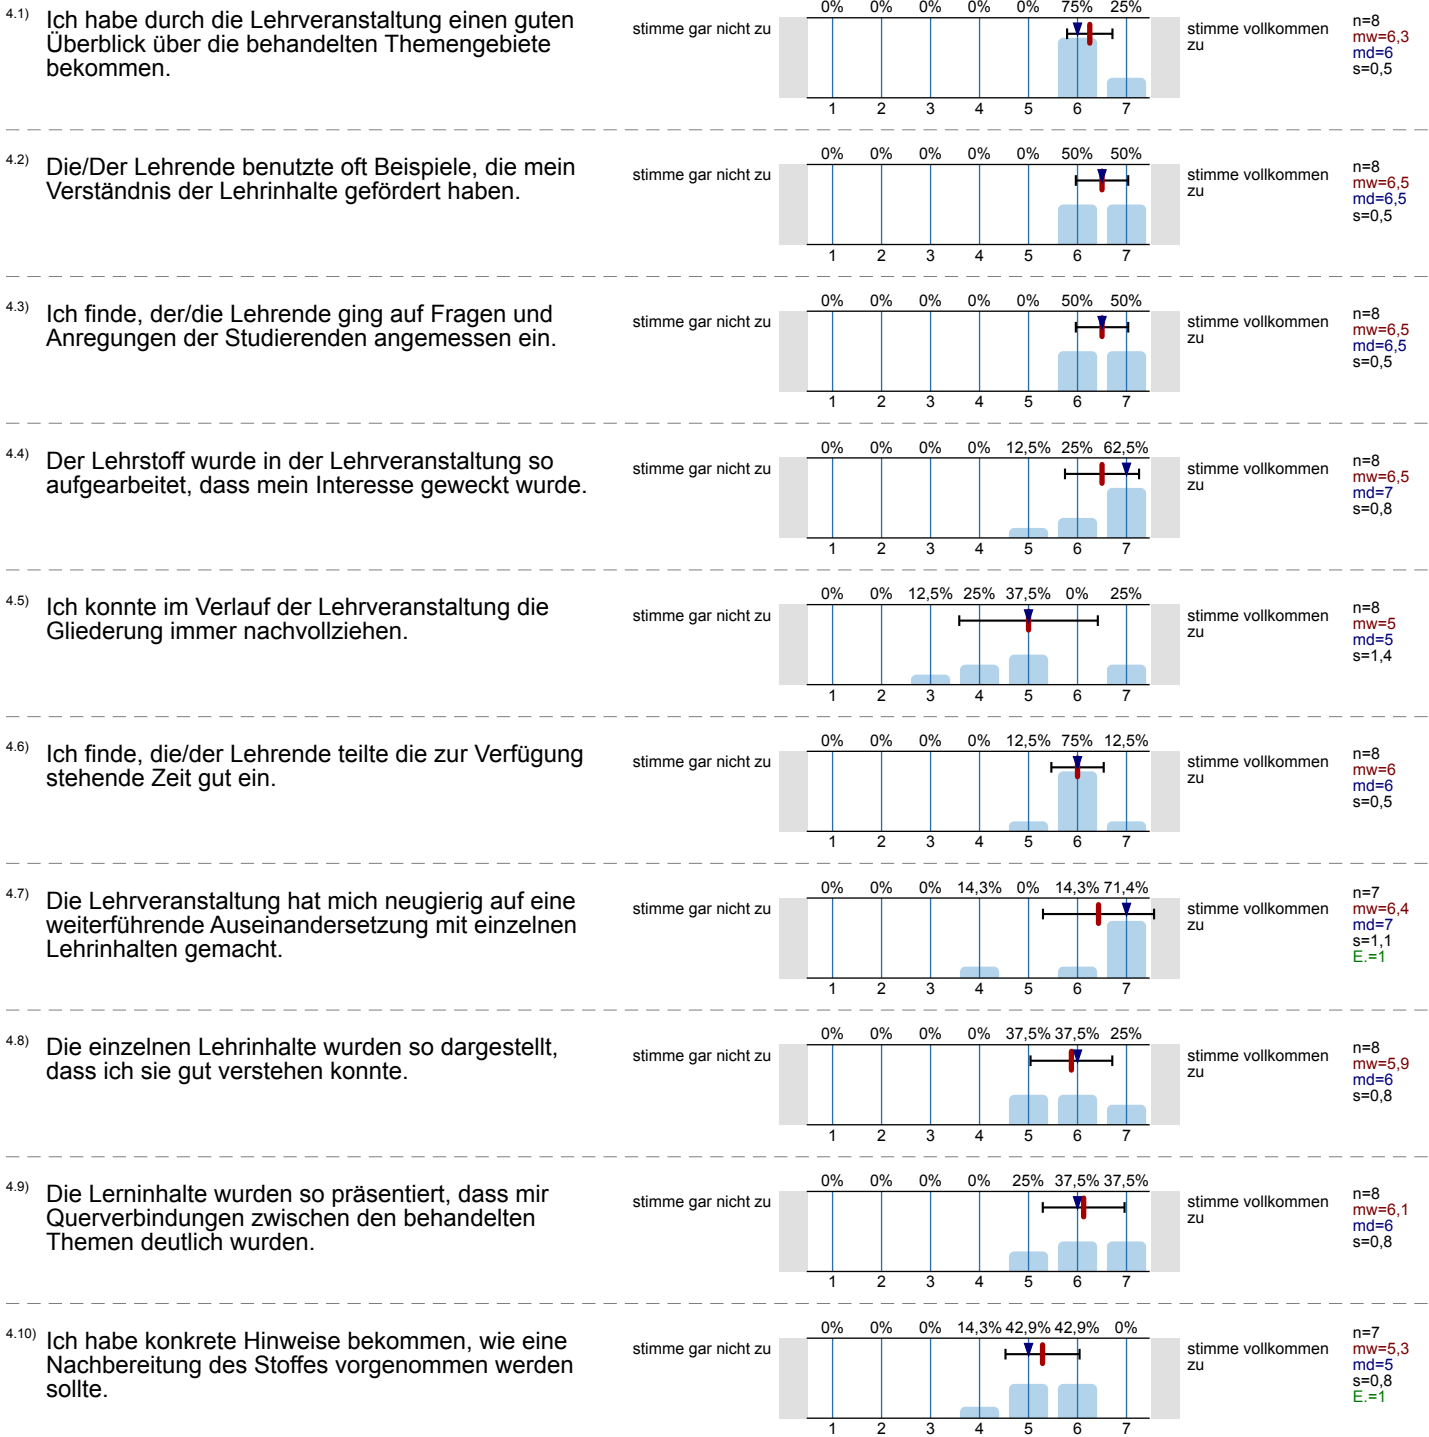 4.1) Ich habe durch die Lehrveranstaltung einen guten
Überblick über die behandelten Themengebiete
bekommen.
stimme gar nicht zu
0% 0% 0% 0% 0% 75% 25%
1 2 3 4 5 6 7
stimme vollkommen
zu
n=8
mw=6,3
md=6
s=0,5
4.2) Die/Der Lehrende benutzte oft Beispiele, die mein
Verständnis der Lehrinhalte gefördert haben.
stimme gar nicht zu
0% 0% 0% 0% 0% 50% 50%
1 2 3 4 5 6 7
stimme vollkommen
zu
n=8
mw=6,5
md=6,5
s=0,5
4.3) Ich finde, der/die Lehrende ging auf Fragen und
Anregungen der Studierenden angemessen ein.
stimme gar nicht zu
0% 0% 0% 0% 0% 50% 50%
1 2 3 4 5 6 7
stimme vollkommen
zu
n=8
mw=6,5
md=6,5
s=0,5
4.4) Der Lehrstoff wurde in der Lehrveranstaltung so
aufgearbeitet, dass mein Interesse geweckt wurde.
stimme gar nicht zu
0% 0% 0% 0% 12,5% 25% 62,5%
1 2 3 4 5 6 7
stimme vollkommen
zu
n=8
mw=6,5
md=7
s=0,8
4.5) Ich konnte im Verlauf der Lehrveranstaltung die
Gliederung immer nachvollziehen.
stimme gar nicht zu
0% 0% 12,5% 25% 37,5% 0% 25%
1 2 3 4 5 6 7
stimme vollkommen
zu
n=8
mw=5
md=5
s=1,4
4.6) Ich finde, die/der Lehrende teilte die zur Verfügung
stehende Zeit gut ein.
stimme gar nicht zu
0% 0% 0% 0% 12,5% 75% 12,5%
1 2 3 4 5 6 7
stimme vollkommen
zu
n=8
mw=6
md=6
s=0,5
4.7) Die Lehrveranstaltung hat mich neugierig auf eine
weiterführende Auseinandersetzung mit einzelnen
Lehrinhalten gemacht.
stimme gar nicht zu
0% 0% 0% 14,3% 0% 14,3% 71,4%
1 2 3 4 5 6 7
stimme vollkommen
zu
n=7
mw=6,4
md=7
s=1,1
E.=1
4.8) Die einzelnen Lehrinhalte wurden so dargestellt,
dass ich sie gut verstehen konnte.
stimme gar nicht zu
0% 0% 0% 0% 37,5% 37,5% 25%
1 2 3 4 5 6 7
stimme vollkommen
zu
n=8
mw=5,9
md=6
s=0,8
4.9) Die Lerninhalte wurden so präsentiert, dass mir
Querverbindungen zwischen den behandelten
Themen deutlich wurden.
stimme gar nicht zu
0% 0% 0% 0% 25% 37,5% 37,5%
1 2 3 4 5 6 7
stimme vollkommen
zu
n=8
mw=6,1
md=6
s=0,8
4.10) Ich habe konkrete Hinweise bekommen, wie eine
Nachbereitung des Stoffes vorgenommen werden
sollte.
stimme gar nicht zu
0% 0% 0% 14,3% 42,9% 42,9% 0%
1 2 3 4 5 6 7
stimme vollkommen
zu
n=7
mw=5,3
md=5
s=0,8
E.=1